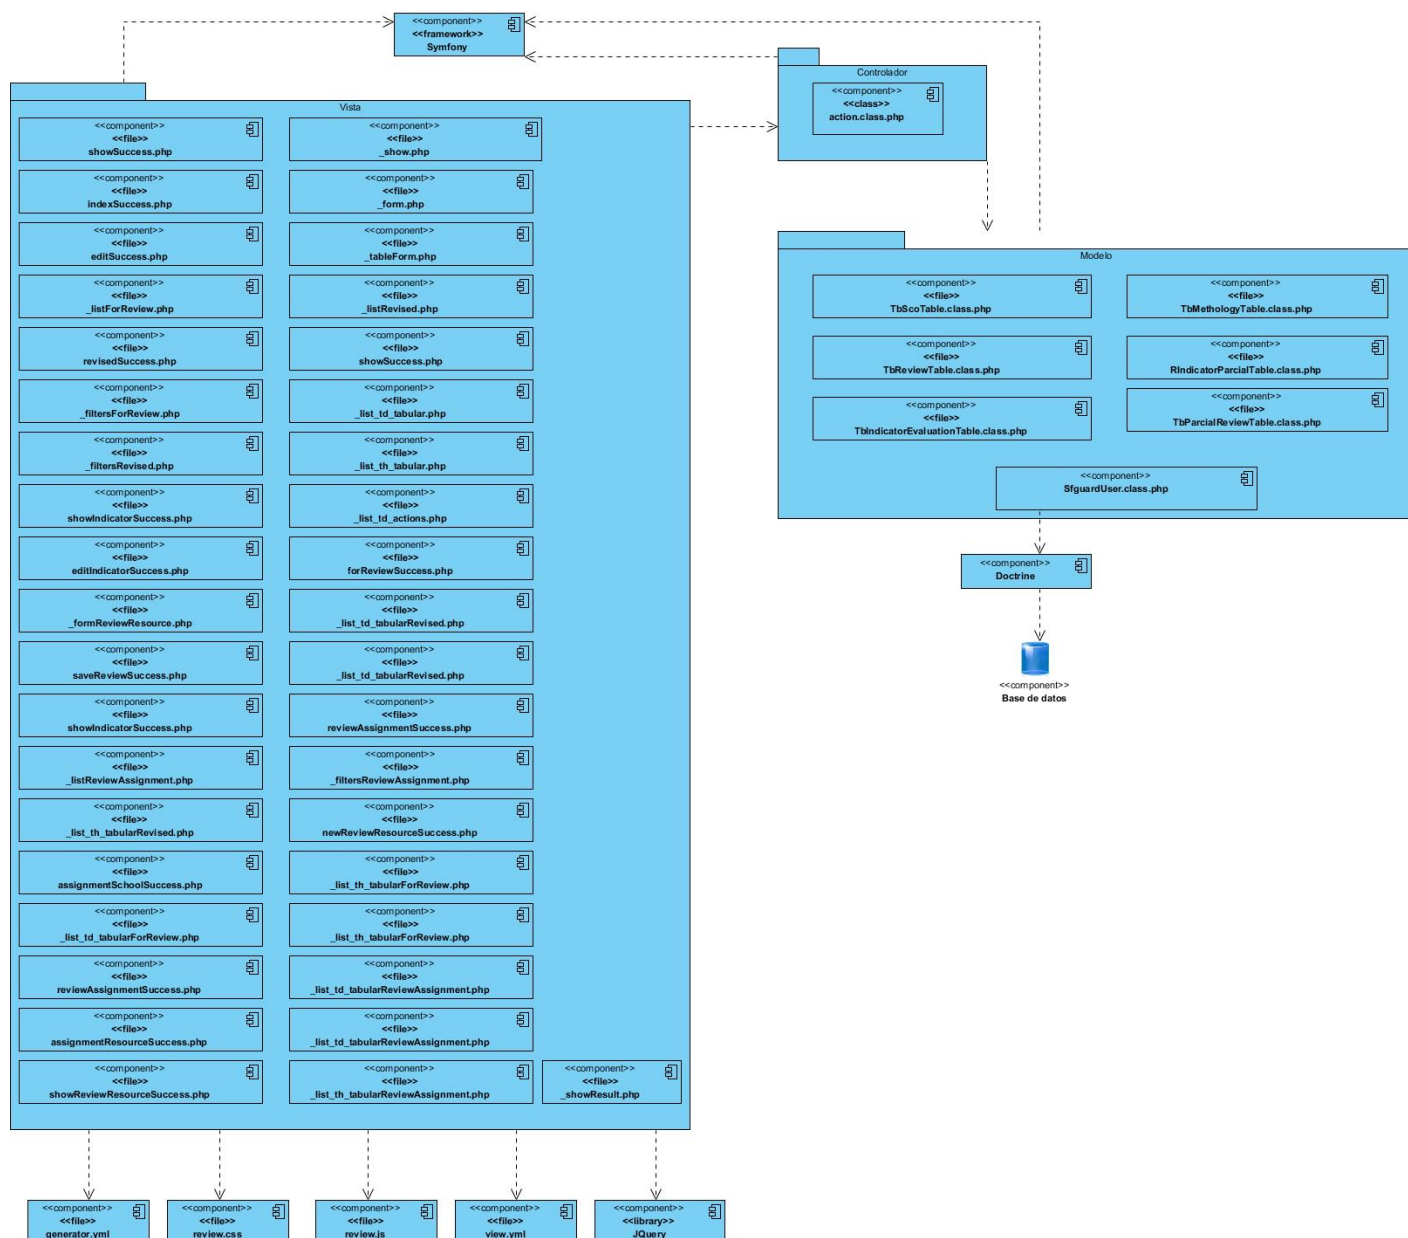 <<component>>
<<framework>>
Symfony
Controlador
<<component>>
<<class>>
action.class.php
Vista
<<component>>
<<file>>
showSuccess.php
<<component>>
<<file>>
_show.php
<<component>>
<<file>>
indexSuccess.php
<<component>>
<<file>>
_form.php
<<component>>
<<file>>
editSuccess.php
<<component>>
<<file>>
_tableForm.php
<<component>>
<<file>>
_listForReview.php
<<component>>
<<file>>
_listRevised.php
<<component>>
<<file>>
revisedSuccess.php
<<component>>
<<file>>
showSuccess.php
<<component>>
<<file>>
_filtersForReview.php
<<component>>
<<file>>
_list_td_tabular.php
<<component>>
<<file>>
_filtersRevised.php
<<component>>
<<file>>
_list_th_tabular.php
<<component>>
<<file>>
showIndicatorSuccess.php
<<component>>
<<file>>
_list_td_actions.php
<<component>>
<<file>>
editIndicatorSuccess.php
<<component>>
<<file>>
forReviewSuccess.php
<<component>>
<<file>>
_formReviewResource.php
<<component>>
<<file>>
_list_td_tabularRevised.php
<<component>>
<<file>>
saveReviewSuccess.php
<<component>>
<<file>>
_list_td_tabularRevised.php
<<component>>
<<file>>
showIndicatorSuccess.php
<<component>>
<<file>>
reviewAssignmentSuccess.php
<<component>>
<<file>>
_listReviewAssignment.php
<<component>>
<<file>>
_filtersReviewAssignment.php
<<component>>
<<file>>
_list_th_tabularRevised.php
<<component>>
<<file>>
newReviewResourceSuccess.php
<<component>>
<<file>>
assignmentSchoolSuccess.php
<<component>>
<<file>>
_list_th_tabularForReview.php
<<component>>
<<file>>
_list_td_tabularForReview.php
<<component>>
<<file>>
_list_th_tabularForReview.php
<<component>>
<<file>>
reviewAssignmentSuccess.php
<<component>>
<<file>>
_list_td_tabularReviewAssignment.php
<<component>>
<<file>>
assignmentResourceSuccess.php
<<component>>
<<file>>
_list_td_tabularReviewAssignment.php
<<component>>
<<file>>
showReviewResourceSuccess.php
<<component>>
<<file>>
_list_th_tabularReviewAssignment.php
<<component>>
<<file>>
_showResult.php
Modelo
<<component>>
<<file>>
TbScoTable.class.php
<<component>>
<<file>>
TbMethologyTable.class.php
<<component>>
<<file>>
TbReviewTable.class.php
<<component>>
<<file>>
RIndicatorParcialTable.class.php
<<component>>
<<file>>
TbIndicatorEvaluationTable.class.php
<<component>>
<<file>>
TbParcialReviewTable.class.php
<<component>>
SfguardUser.class.php
<<component>>
Doctrine
<<component>>
Base de datos
<<component>>
<<file>>
generator.yml
<<component>>
<<file>>
review.css
<<component>>
<<file>>
review.js
<<component>>
<<file>>
view.yml
<<component>>
<<library>>
JQuery